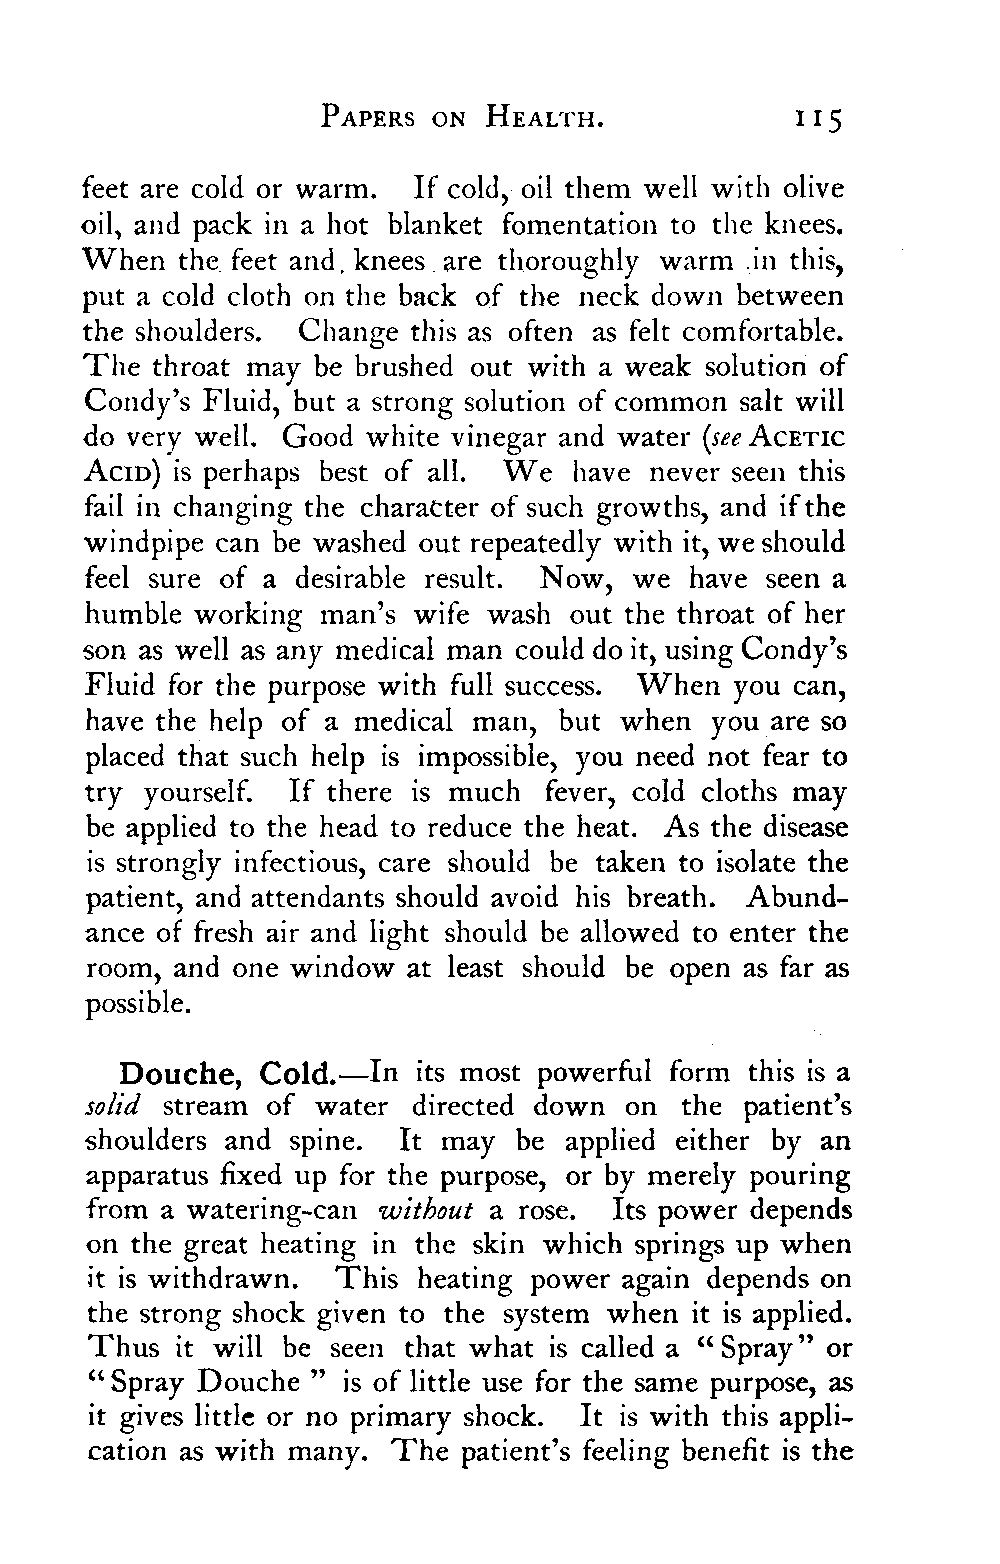 Papers on Health. 115
feet are cold or warm. If cold, oil them well with olive
oil, and pack in a hot blanket fomentation to the knees.
When the feet and, knees are thoroughly warm in this,
put a cold cloth on the back of the neck down between
the shoulders. Change this as often as felt comfortable.
The throat may be brushed out with a weak solution of
Condy's Fluid, but a strong solution of common salt will
do very well. Good white vinegar and water (see Acetic
Acid) is perhaps best of all. We have never seen this
fail in changing the character of such growths, and if the
windpipe can be washed out repeatedly with it, we should
feel sure of a desirable result. Now, we have seen a
humble working man's wife wash out the throat of her
son as well as any medical man could do it, using Condy's
Fluid for the purpose with full success. When you can,
have the help of a medical man, but when you are so
placed that such help is impossible, you need not fear to
try yourself. If there is much fever, cold cloths may
be applied to the head to reduce the heat. As the disease
is strongly infectious, care should be taken to isolate the
patient, and attendants should avoid his breath. Abund-
ance of fresh air and light should be allowed to enter the
room, and one window at least should be open as far as
possible.
Douche, Cold.—In its most powerful form this is a
solid stream of water directed down on the patient's
shoulders and spine. It may be applied either by an
apparatus fixed up for the purpose, or by merely pouring
from a watering-can without a rose. Its power depends
on the great heating in the skin which springs up when
it is withdrawn. This heating power again depends on
the strong shock given to the system when it is applied.
Thus it will be seen that what is called a "Spray" or
"Spray Douche" is of little use for the same purpose, as
it gives little or no primary shock. It is with this appli-
cation as with many. The patient's feeling benefit is the